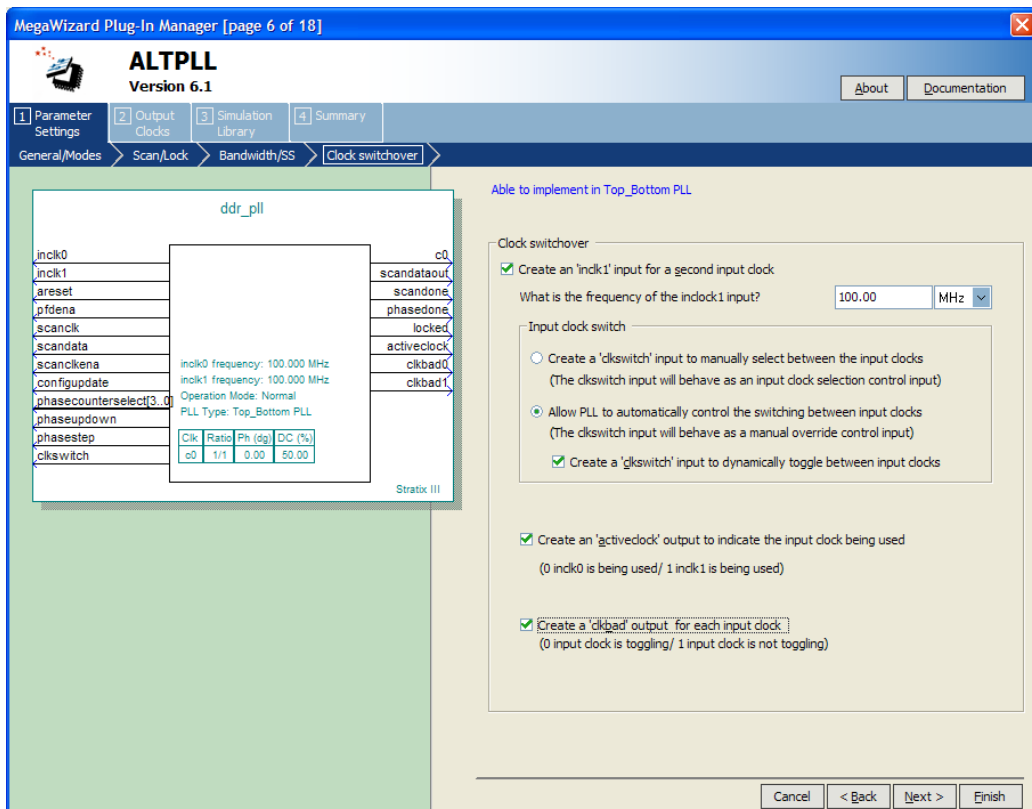 MegaWizard Plug-In Manager [page 6 of 18]
ALTPLL
Version 6.1
About
Documentation
1 Parameter Settings
2 Output Clocks
3 Simulation Library
4 Summary
General/Modes
Scan/Lock
Bandwidth/SS
Clock switchover
ddr_pll
inclk0
inclk1
areset
pfdena
scanclk
scandata
scanclkena
configupdate
phasecounterselect[3..0]
phaseupdown
phasestep
clkswitch
c0
scandataout
scandone
phasedone
locked
activeclock
clkbad0
clkbad1
inclk0 frequency: 100.000 MHz
inclk1 frequency: 100.000 MHz
Operation Mode: Normal
PLL Type: Top_Bottom PLL
Clk Ratio Ph (dg) DC (%)
c0 1/1 0.00 50.00
Stratix III
Able to implement in Top_Bottom PLL
Clock switchover
Create an 'inclk1' input for a second input clock
What is the frequency of the inclock1 input? 100.00 MHz
Input clock switch
Create a 'clkswitch' input to manually select between the input clocks
(The clkswitch input will behave as an input clock selection control input)
Allow PLL to automatically control the switching between input clocks
(The clkswitch input will behave as a manual override control input)
Create a 'clkswitch' input to dynamically toggle between input clocks
Create an 'activeclock' output to indicate the input clock being used
(0 inclk0 is being used/ 1 inclk1 is being used)
Create a 'clkbad' output for each input clock
(0 input clock is toggling/ 1 input clock is not toggling)
Cancel
< Back
Next >
Finish